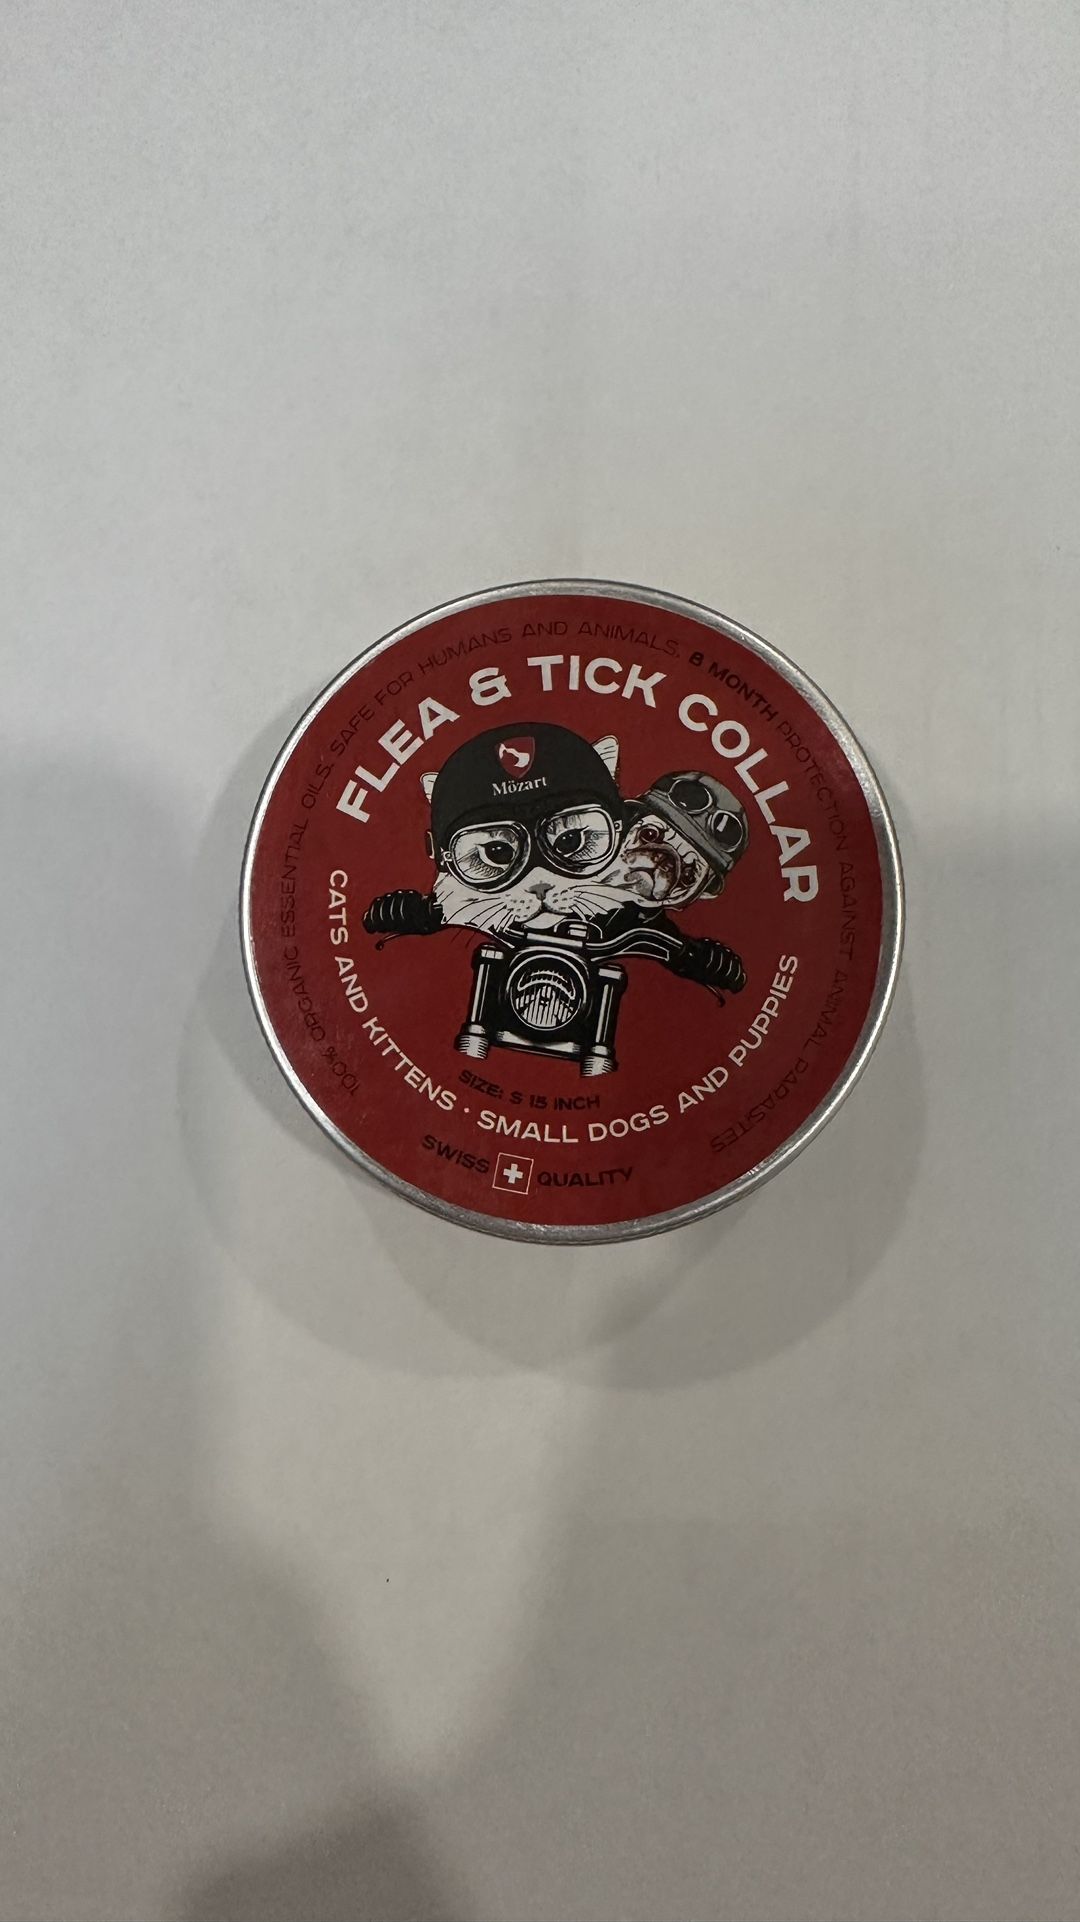 100% ORGANIC ESSENTIAL OILS. SAFE FOR HUMANS AND ANIMALS. 8 MONTH PROTECTION AGAINST ANIMAL PARASITES
FLEA & TICK COLLAR
Mözart
SIZE: S 15 INCH
CATS AND KITTENS · SMALL DOGS AND PUPPIES
SWISS QUALITY